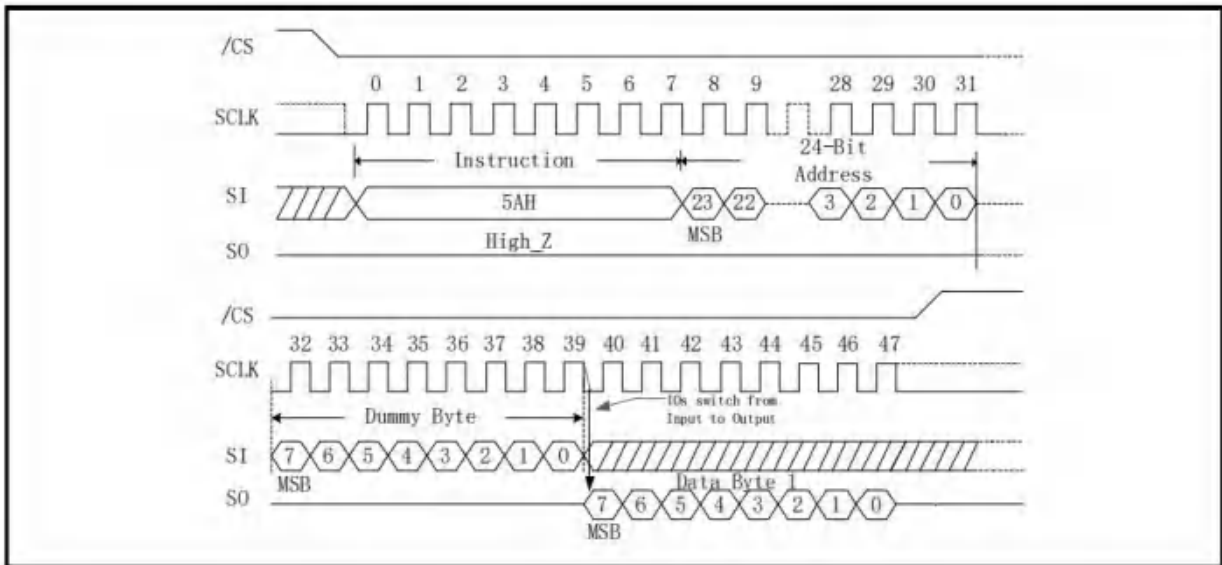 /CS
0 1 2 3 4 5 6 7 8 9 28 29 30 31
SCLK
Instruction 24-Bit
Address
SI 5AH 23 22 3 2 1 0
MSB
High_Z
SO
/CS
32 33 34 35 36 37 38 39 40 41 42 43 44 45 46 47
SCLK
Dummy Byte IOs switch from
Input to Output
SI 7 6 5 4 3 2 1 0
MSB Data Byte 1
SO 7 6 5 4 3 2 1 0
MSB